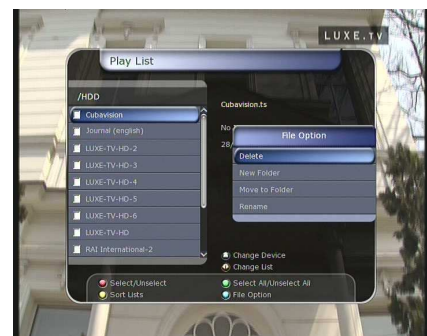 LUXE.TV
Play List
/HDD
Cubavision
Journal (english)
LUXE-TV-HD-2
LUXE-TV-HD-3
LUXE-TV-HD-4
LUXE-TV-HD-5
LUXE-TV-HD-6
LUXE-TV-HD
RAI International-2
Cubavision.ts
No
28/
File Option
Delete
New Folder
Move to Folder
Rename
Change Device
Change List
Select/Unselect
Select All/Unselect All
Sort Lists
File Option